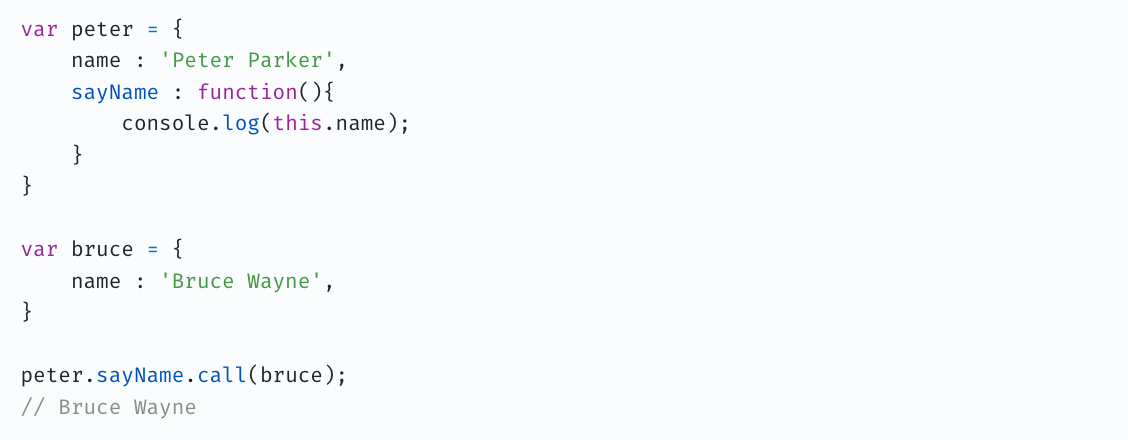 var peter = {
    name : 'Peter Parker',
    sayName : function(){
        console.log(this.name);
    }
}

var bruce = {
    name : 'Bruce Wayne',
}

peter.sayName.call(bruce);
// Bruce Wayne